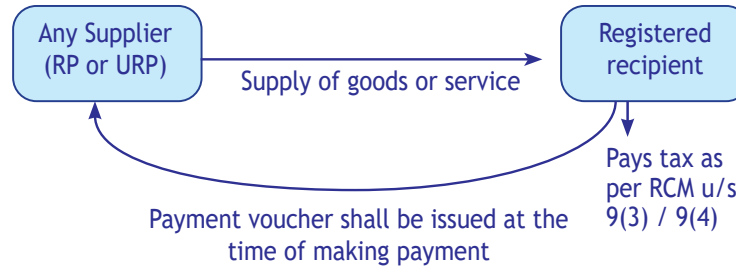 Any Supplier
(RP or URP)
Supply of goods or service
Registered
recipient
Pays tax as
per RCM u/s
9(3) / 9(4)
Payment voucher shall be issued at the
time of making payment